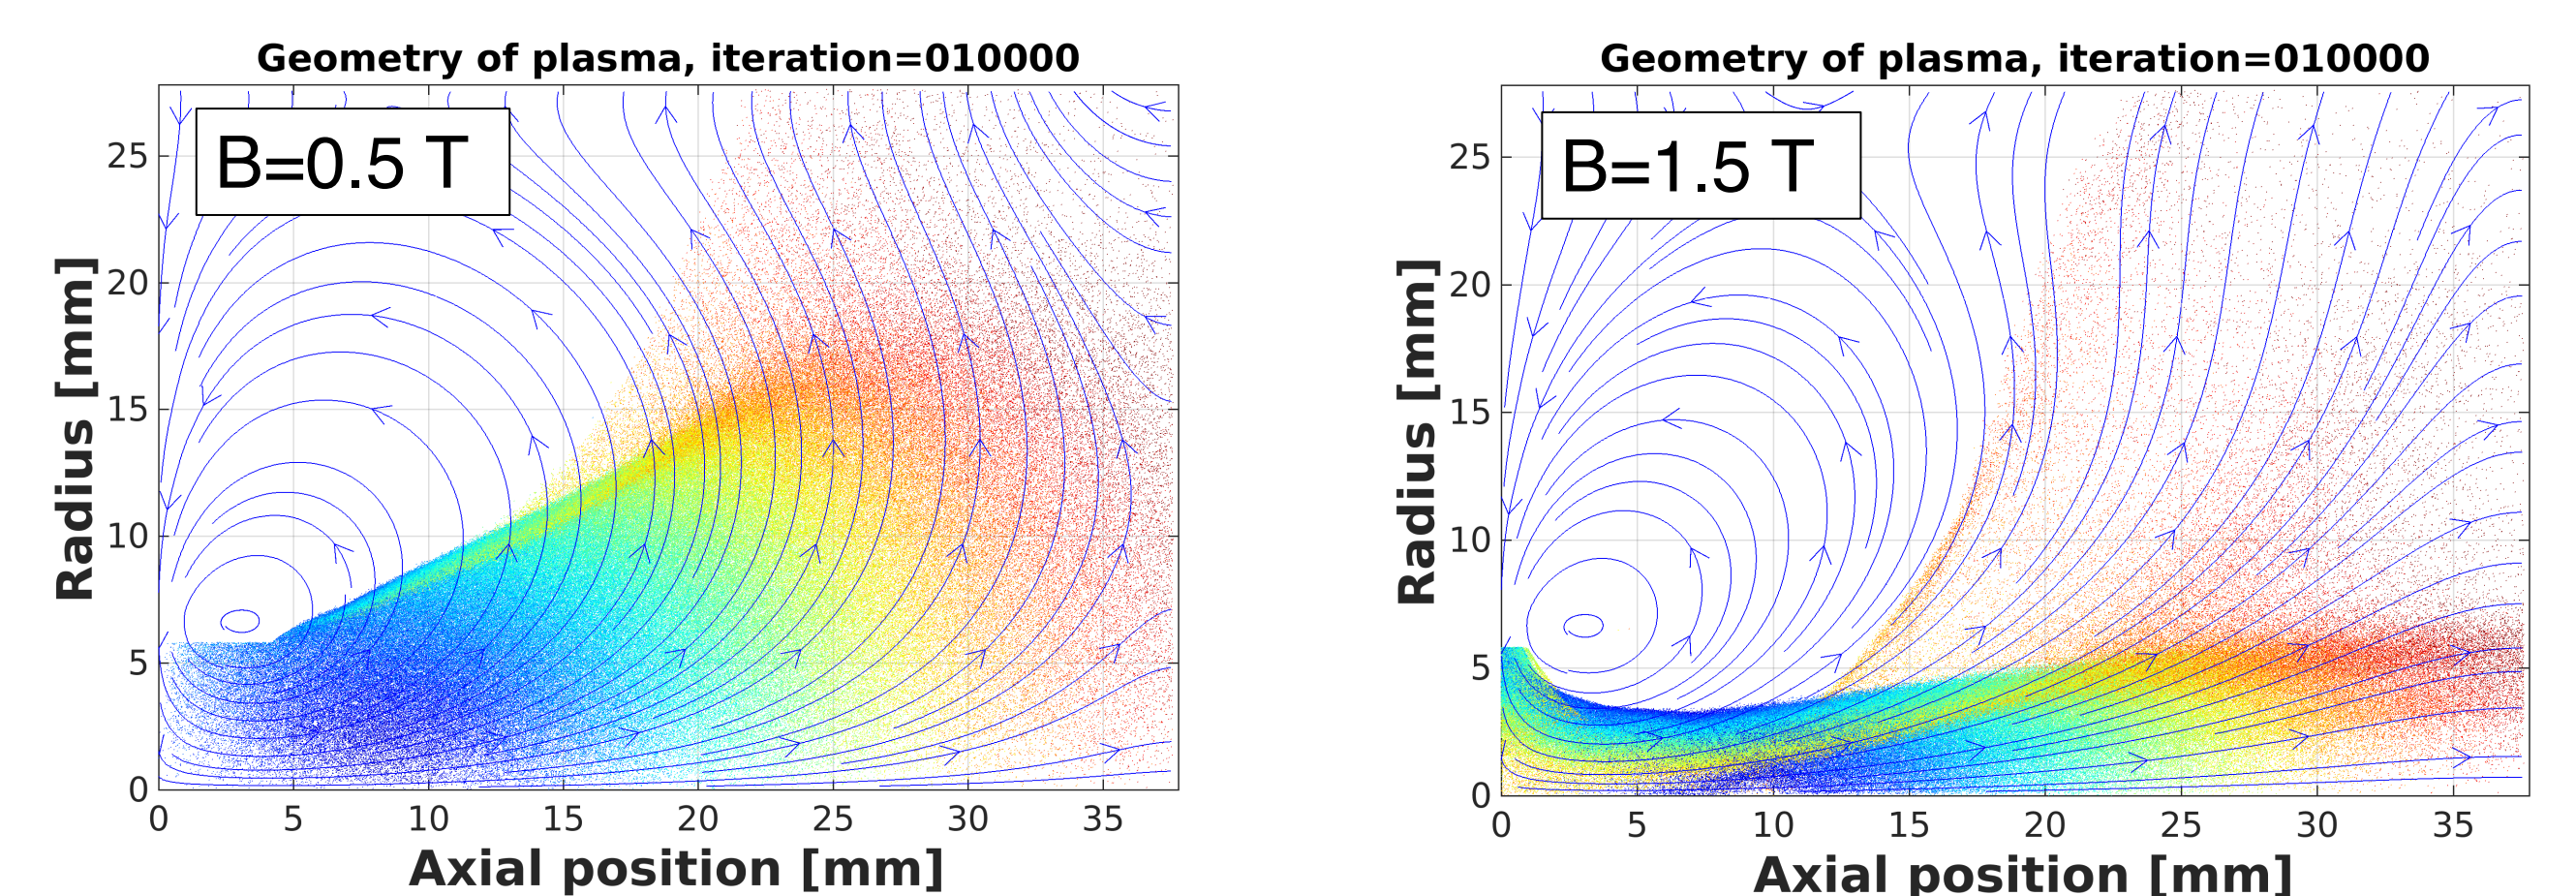 Geometry of plasma, iteration=010000
B=0.5 T
Radius [mm]
25
20
15
10
5
0
0 5 10 15 20 25 30 35
Axial position [mm]
Geometry of plasma, iteration=010000
B=1.5 T
Radius [mm]
25
20
15
10
5
0
0 5 10 15 20 25 30 35
Axial position [mm]